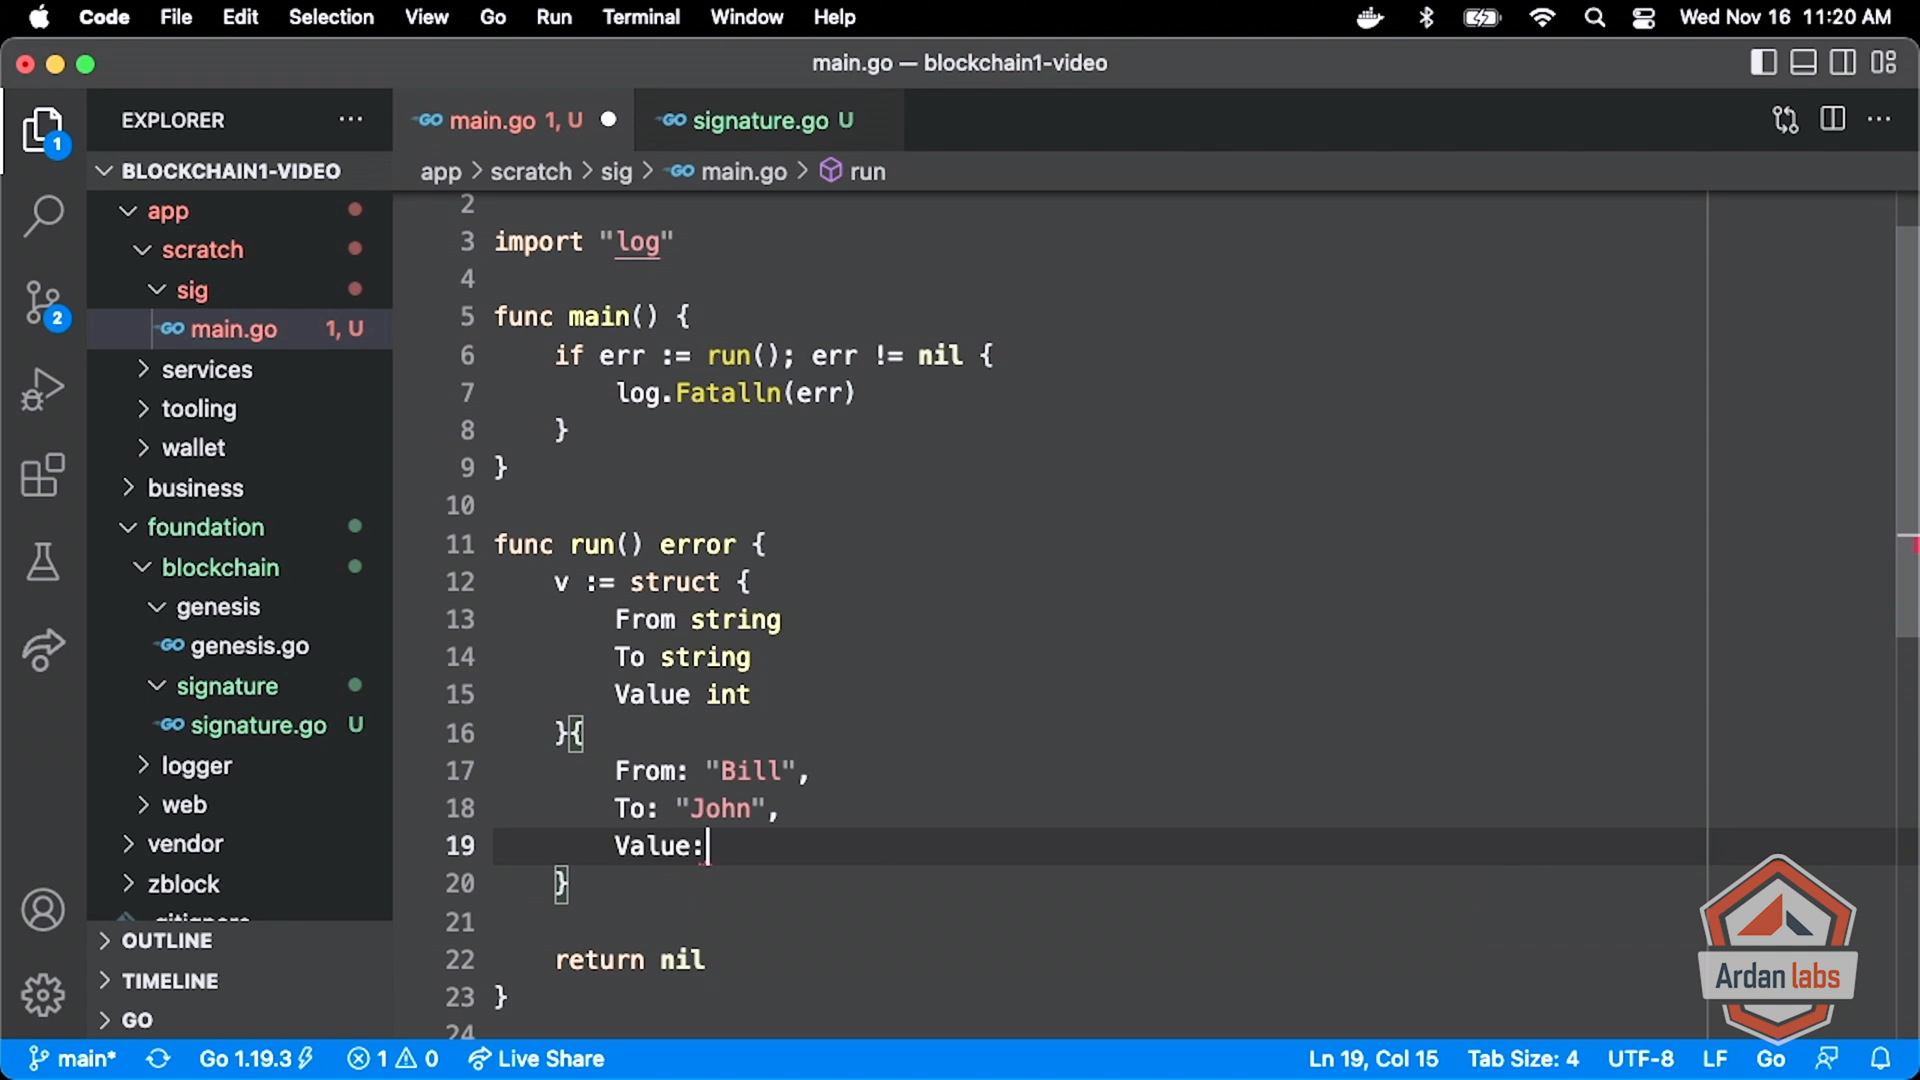 Code File Edit Selection View Go Run Terminal Window Help Wed Nov 16 11:20 AM
main.go — blockchain1-video
EXPLORER ...
main.go 1, U
signature.go U
BLOCKCHAIN1-VIDEO
app > scratch > sig > main.go > run
1
2
app
scratch
sig
main.go 1, U
services
tooling
wallet
business
foundation
blockchain
genesis
genesis.go
signature
signature.go U
logger
web
vendor
zblock
.gitignore
OUTLINE
TIMELINE
GO
2
3 import "log"
4
5 func main() {
6 if err := run(); err != nil {
7 log.Fatalln(err)
8 }
9 }
10
11 func run() error {
12 v := struct {
13 From string
14 To string
15 Value int
16 }{
17 From: "Bill",
18 To: "John",
19 Value:
20 }
21
22 return nil
23 }
24
Ardan labs
main* Go 1.19.3 1 0 Live Share Ln 19, Col 15 Tab Size: 4 UTF-8 LF Go